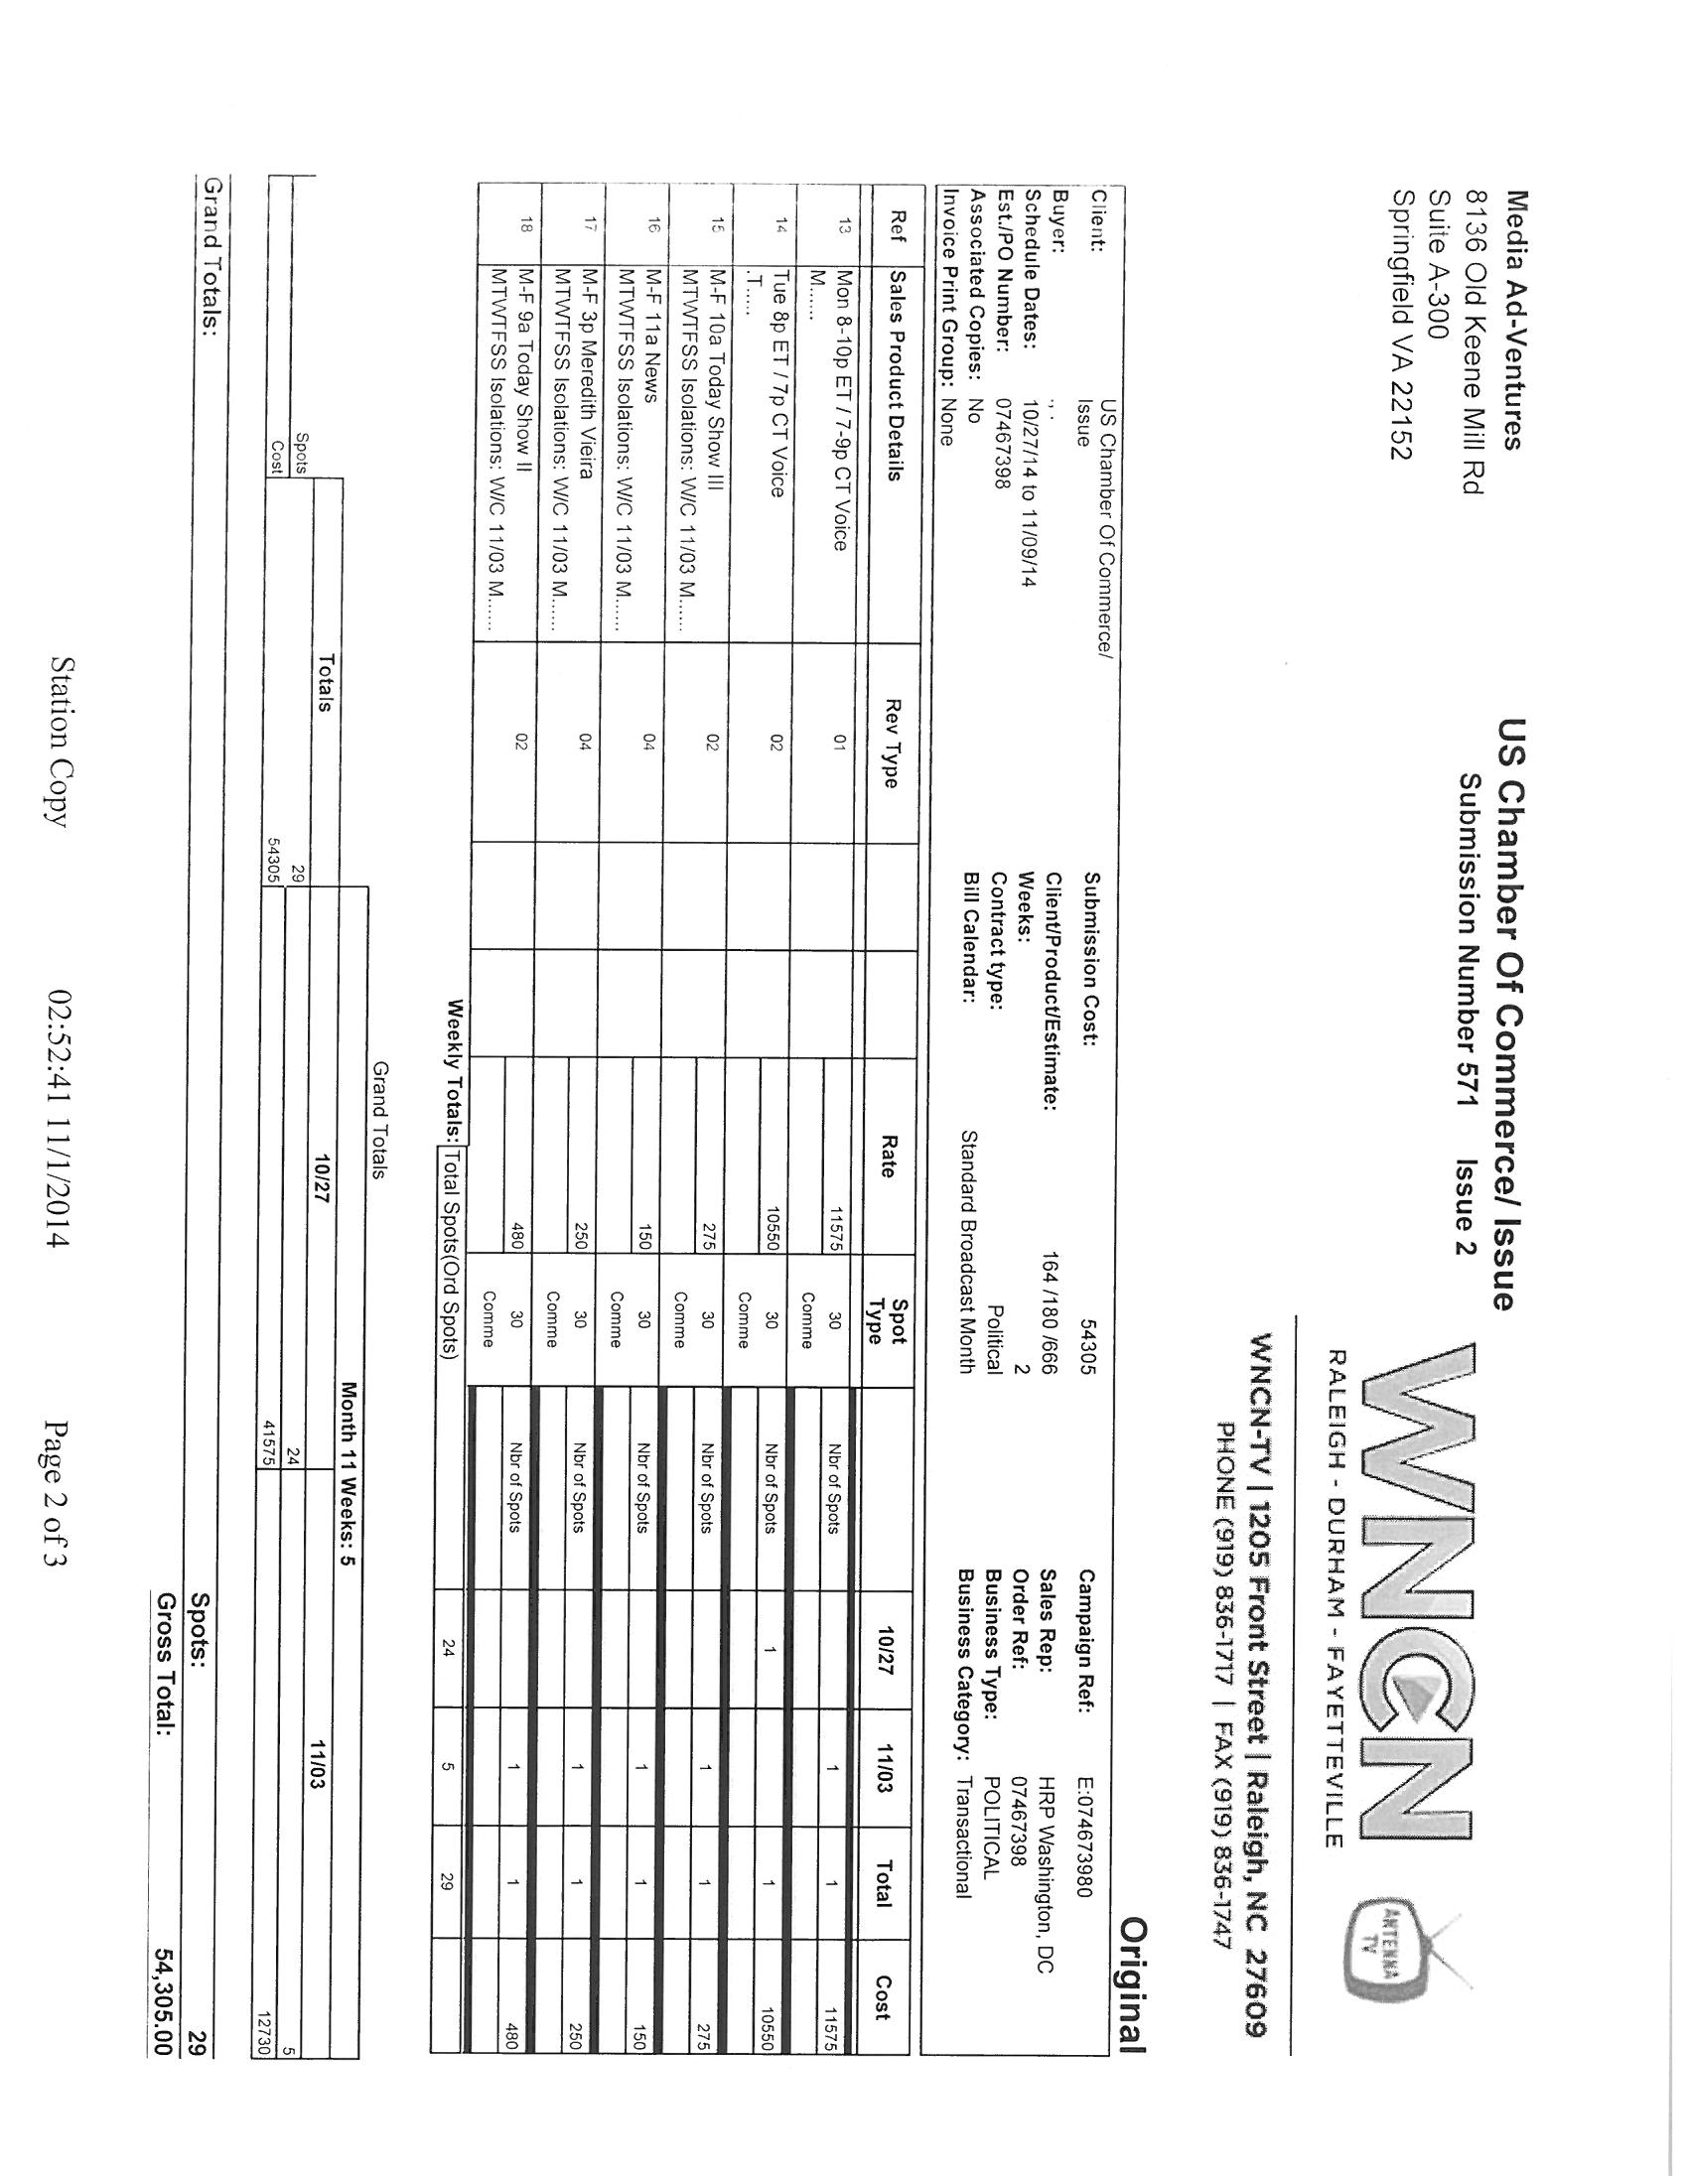 Media Ad-Ventures
8136 Old Keene Mill Rd
Suite A-300
Springfield VA 22152
US Chamber Of Commerce/ Issue
Submission Number 571 Issue 2
WNCN
RALEIGH - DURHAM - FAYETTEVILLE
ANTENNA
TV
WNCN-TV | 1205 Front Street | Raleigh, NC 27609
PHONE (919) 836-1717 | FAX (919) 836-1747
Original
Client: US Chamber Of Commerce/ Issue Submission Cost: 54305 Campaign Ref: E:074673980
Buyer: ., . Client/Product/Estimate: 164 /180 /666 Sales Rep: HRP Washington, DC
Schedule Dates: 10/27/14 to 11/09/14 Weeks: 2 Order Ref: 07467398
Est./PO Number: 07467398 Contract type: Political Business Type: POLITICAL
Associated Copies: No Bill Calendar: Standard Broadcast Month Business Category: Transactional
Invoice Print Group: None
Ref Sales Product Details Rev Type Rate Spot Type 10/27 11/03 Total Cost
13 Mon 8-10p ET / 7-9p CT Voice 01 11575 30 Nbr of Spots 1 1 11575
M...... Comme
14 Tue 8p ET / 7p CT Voice 02 10550 30 Nbr of Spots 1 1 10550
.T..... Comme
15 M-F 10a Today Show III 02 275 30 Nbr of Spots 1 1 275
MTWTFSS Isolations: W/C 11/03 M...... Comme
16 M-F 11a News 04 150 30 Nbr of Spots 1 1 150
MTWTFSS Isolations: W/C 11/03 M...... Comme
17 M-F 3p Meredith Vieira 04 250 30 Nbr of Spots 1 1 250
MTWTFSS Isolations: W/C 11/03 M...... Comme
18 M-F 9a Today Show II 02 480 30 Nbr of Spots 1 1 480
MTWTFSS Isolations: W/C 11/03 M...... Comme
Weekly Totals: Total Spots(Ord Spots) 24 5 29
Grand Totals
Month 11 Weeks: 5
Totals 10/27 11/03
Spots 29 24 5
Cost 54305 41575 12730
Grand Totals:
Spots: 29
Gross Total: 54,305.00
Station Copy 02:52:41 11/1/2014 Page 2 of 3